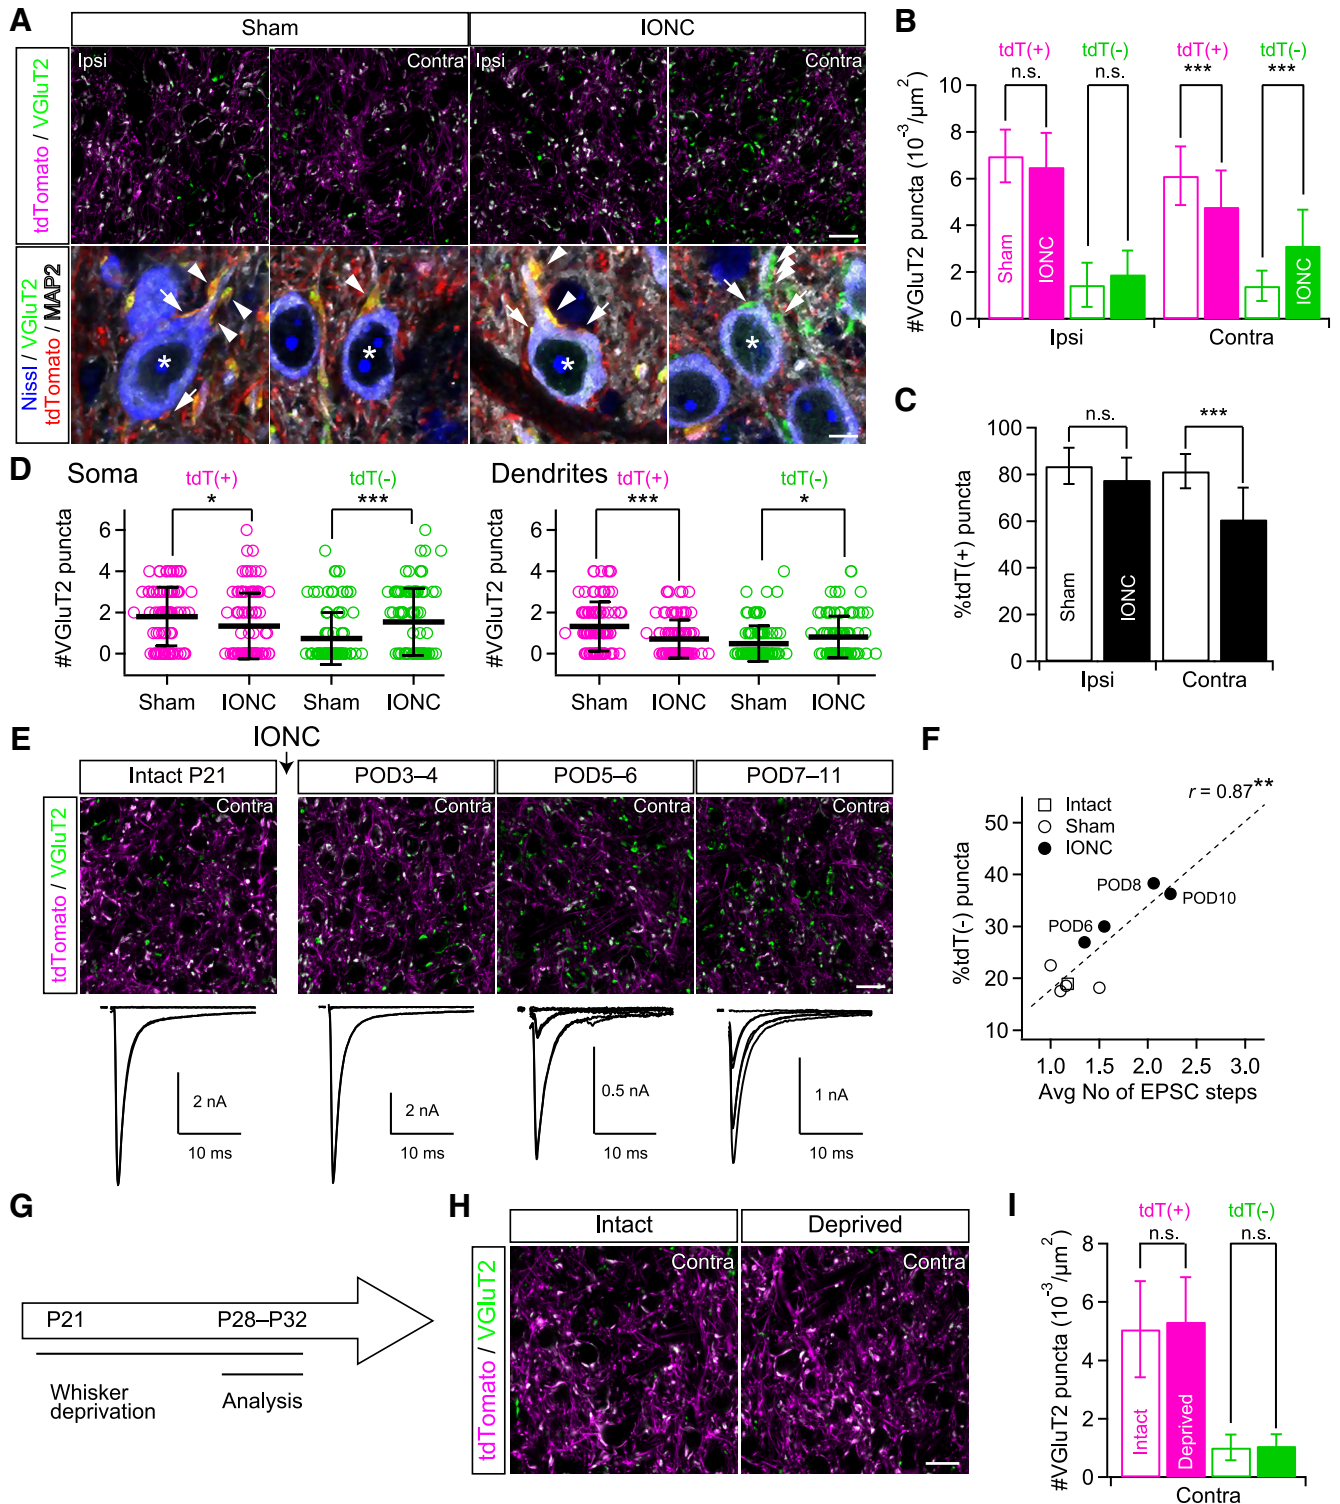 A
Sham
IONC
Ipsi
Contra
Ipsi
Contra
tdTomato / VGluT2
Nissl / VGluT2
tdTomato / MAP2
*
*
*
*
B
tdT(+)
tdT(-)
tdT(+)
tdT(-)
n.s.
n.s.
***
***
#VGluT2 puncta (10⁻³/μm²)
10
8
6
4
2
0
Sham
IONC
IONC
Ipsi
Contra
C
n.s.
***
%tdT(+) puncta
100
80
60
40
20
0
Sham
IONC
Ipsi
Contra
D
Soma
tdT(+)
tdT(-)
*
***
#VGluT2 puncta
6
4
2
0
Sham
IONC
Sham
IONC
Dendrites
tdT(+)
tdT(-)
***
*
#VGluT2 puncta
6
4
2
0
Sham
IONC
Sham
IONC
E
IONC
Intact P21
POD3–4
POD5–6
POD7–11
Contra
Contra
Contra
Contra
tdTomato / VGluT2
2 nA
10 ms
2 nA
10 ms
0.5 nA
10 ms
1 nA
10 ms
F
r = 0.87**
Intact
Sham
IONC
POD8
POD10
POD6
%tdT(-) puncta
50
40
30
20
10
1.0 1.5 2.0 2.5 3.0
Avg No of EPSC steps
G
P21
P28–P32
Whisker
deprivation
Analysis
H
Intact
Deprived
Contra
Contra
tdTomato / VGluT2
I
tdT(+)
tdT(-)
n.s.
n.s.
#VGluT2 puncta (10⁻³/μm²)
8
6
4
2
0
Intact
Deprived
Contra